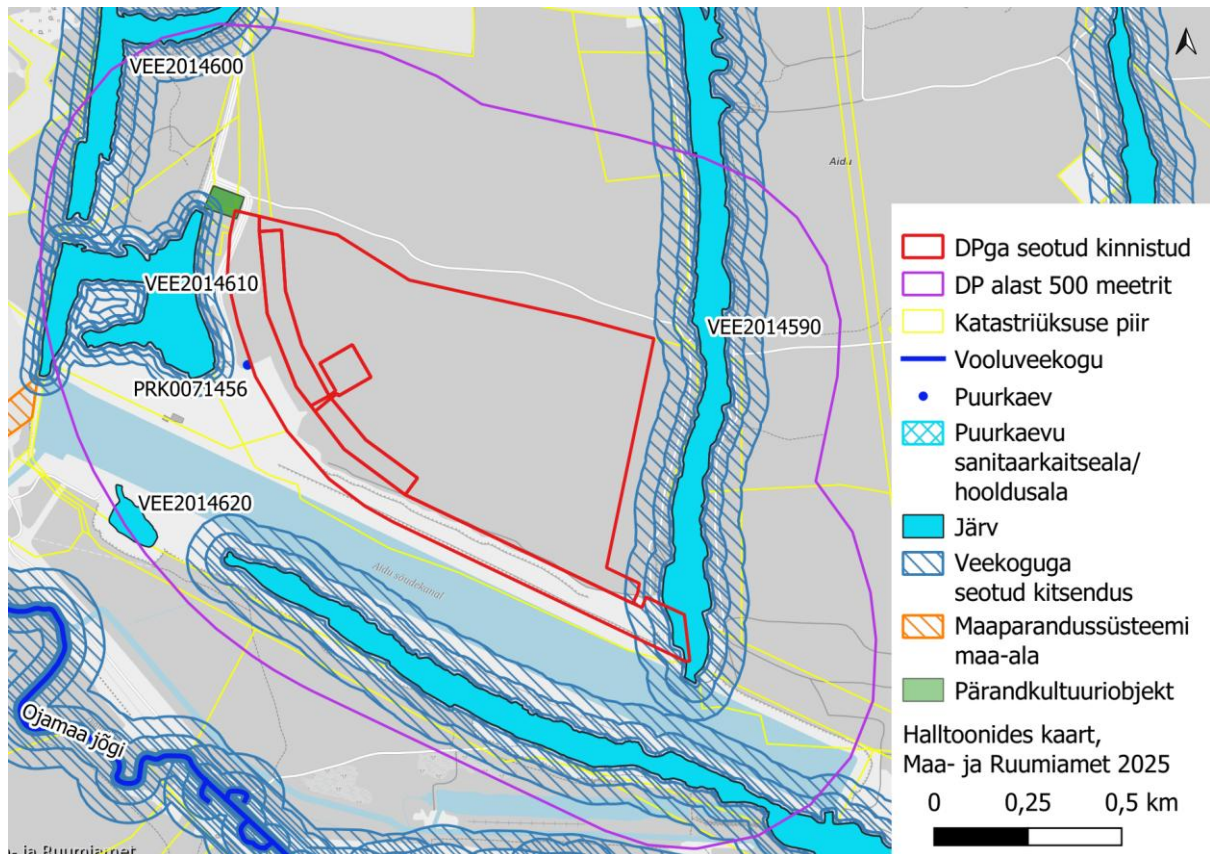 VEE2014600
Aidu
VEE2014610
VEE2014590
PRK0071456
VEE2014620
Aidu sõudekanal
Ojamaa jõgi
- ja Ruumiamet
DPga seotud kinnistud
DP alast 500 meetrit
Katastriüksuse piir
Vooluveekogu
Puurkaev
Puurkaevu
sanitaarkaitseala/
hooldusala
Järv
Veekoguga
seotud kitsendus
Maaparandussüsteemi
maa-ala
Pärandkultuuriobjekt
Halltoonides kaart,
Maa- ja Ruumiamet 2025
0 0,25 0,5 km